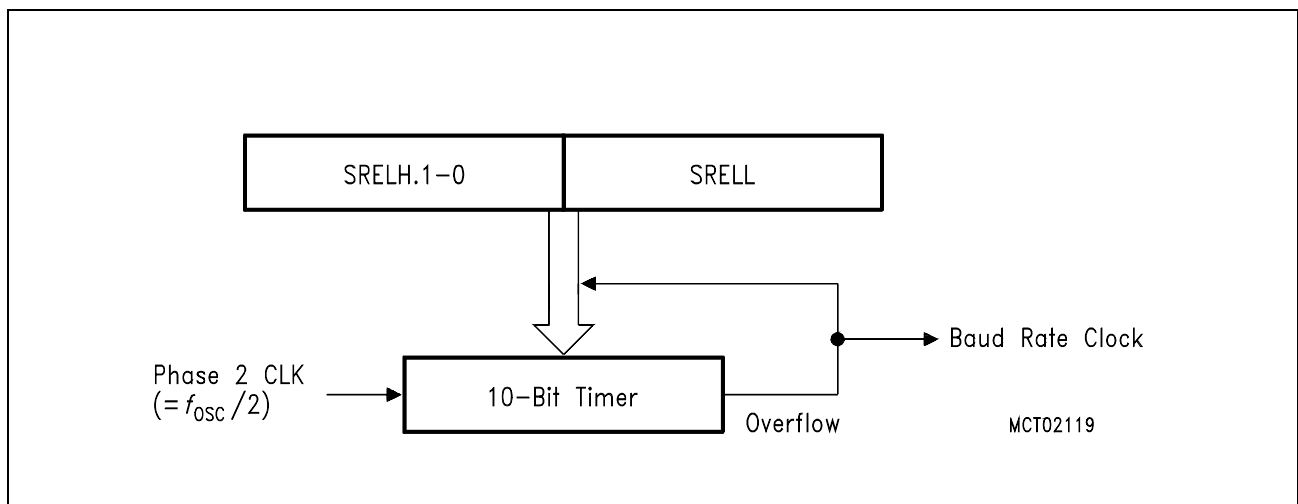 SRELH.1-0
SRELL
Baud Rate Clock
Phase 2 CLK
(= fOSC /2)
10-Bit Timer
Overflow
MCT02119